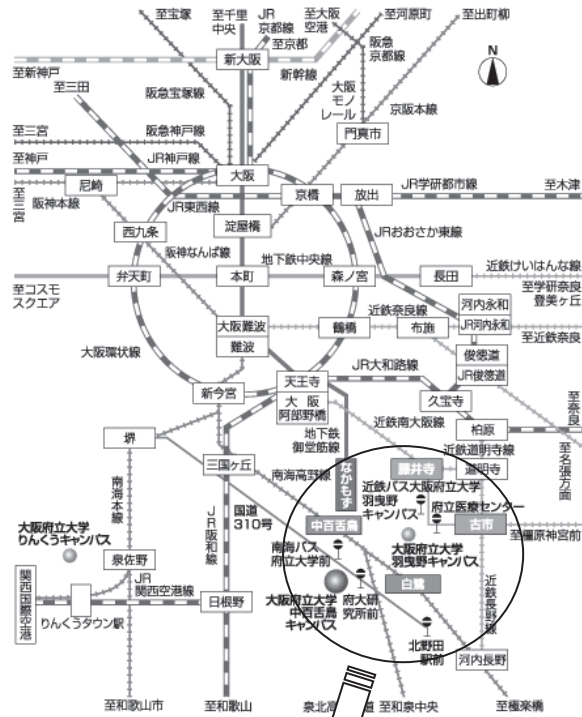 至宝塚
至千里
中央
JR
京都線
至大阪
空港
至河原町
至出町柳
至京都
阪急
京都線
N
新大阪
至新神戸
新幹線
至三田
大阪
モノ
レール
京阪本線
阪急宝塚線
門真市
至三宮
阪急神戸線
至神戸
JR神戸線
大阪
尼崎
京橋
放出
JR学研都市線
至木津
至三宮
阪神本線
JR東西線
淀屋橋
JRおおさか東線
西九条
阪神なんば線
地下鉄中央線
弁天町
本町
森ノ宮
長田
近鉄けいはんな線
至コスモ
スクエア
至学研奈良
登美ヶ丘
河内永和
JR河内永和
近鉄奈良線
大阪難波
難波
鶴橋
布施
至近鉄奈良
俊徳道
JR俊徳道
大阪環状線
天王寺
JR大和路線
新今宮
大阪
阿部野橋
久宝寺
至奈良
近鉄南大阪線
柏原
堺
地下鉄
御堂筋線
近鉄道明寺線
至名張方面
三国ヶ丘
南海高野線
なかもず
藤井寺
道明寺
南海本線
近鉄バス大阪府立大学
羽曳野
キャンパス
府立医療センター
国道
310号
中百舌鳥
古市
至橿原神宮前
大阪府立大学
りんくうキャンパス
JR阪和線
南海バス
府立大学前
大阪府立大学
羽曳野キャンパス
泉佐野
白鷺
近鉄長野線
関西国際空港
JR
関西空港線
日根野
大阪府立大学
中百舌鳥
キャンパス
府大研
究所前
りんくうタウン駅
北野田
駅前
河内長野
至和歌山市
至和歌山
泉北高
道
至和泉中央
至極楽橋